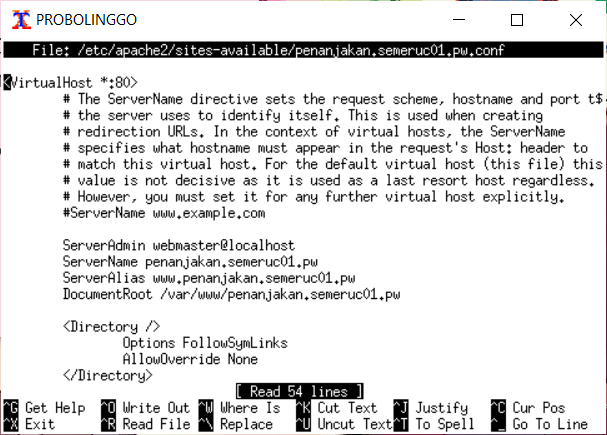 PROBOLINGGO
File: /etc/apache2/sites-available/penanjakan.semeruc01.pw.conf
<VirtualHost *:80>
# The ServerName directive sets the request scheme, hostname and port t$
# the server uses to identify itself. This is used when creating
# redirection URLs. In the context of virtual hosts, the ServerName
# specifies what hostname must appear in the request's Host: header to
# match this virtual host. For the default virtual host (this file) this
# value is not decisive as it is used as a last resort host regardless.
# However, you must set it for any further virtual host explicitly.
#ServerName www.example.com
ServerAdmin webmaster@localhost
ServerName penanjakan.semeruc01.pw
ServerAlias www.penanjakan.semeruc01.pw
DocumentRoot /var/www/penanjakan.semeruc01.pw
<Directory />
Options FollowSymLinks
AllowOverride None
</Directory>
[ Read 54 lines ]
^G Get Help ^O Write Out ^W Where Is ^K Cut Text ^J Justify ^C Cur Pos
^X Exit ^R Read File ^\ Replace ^U Uncut Text ^T To Spell ^_ Go To Line